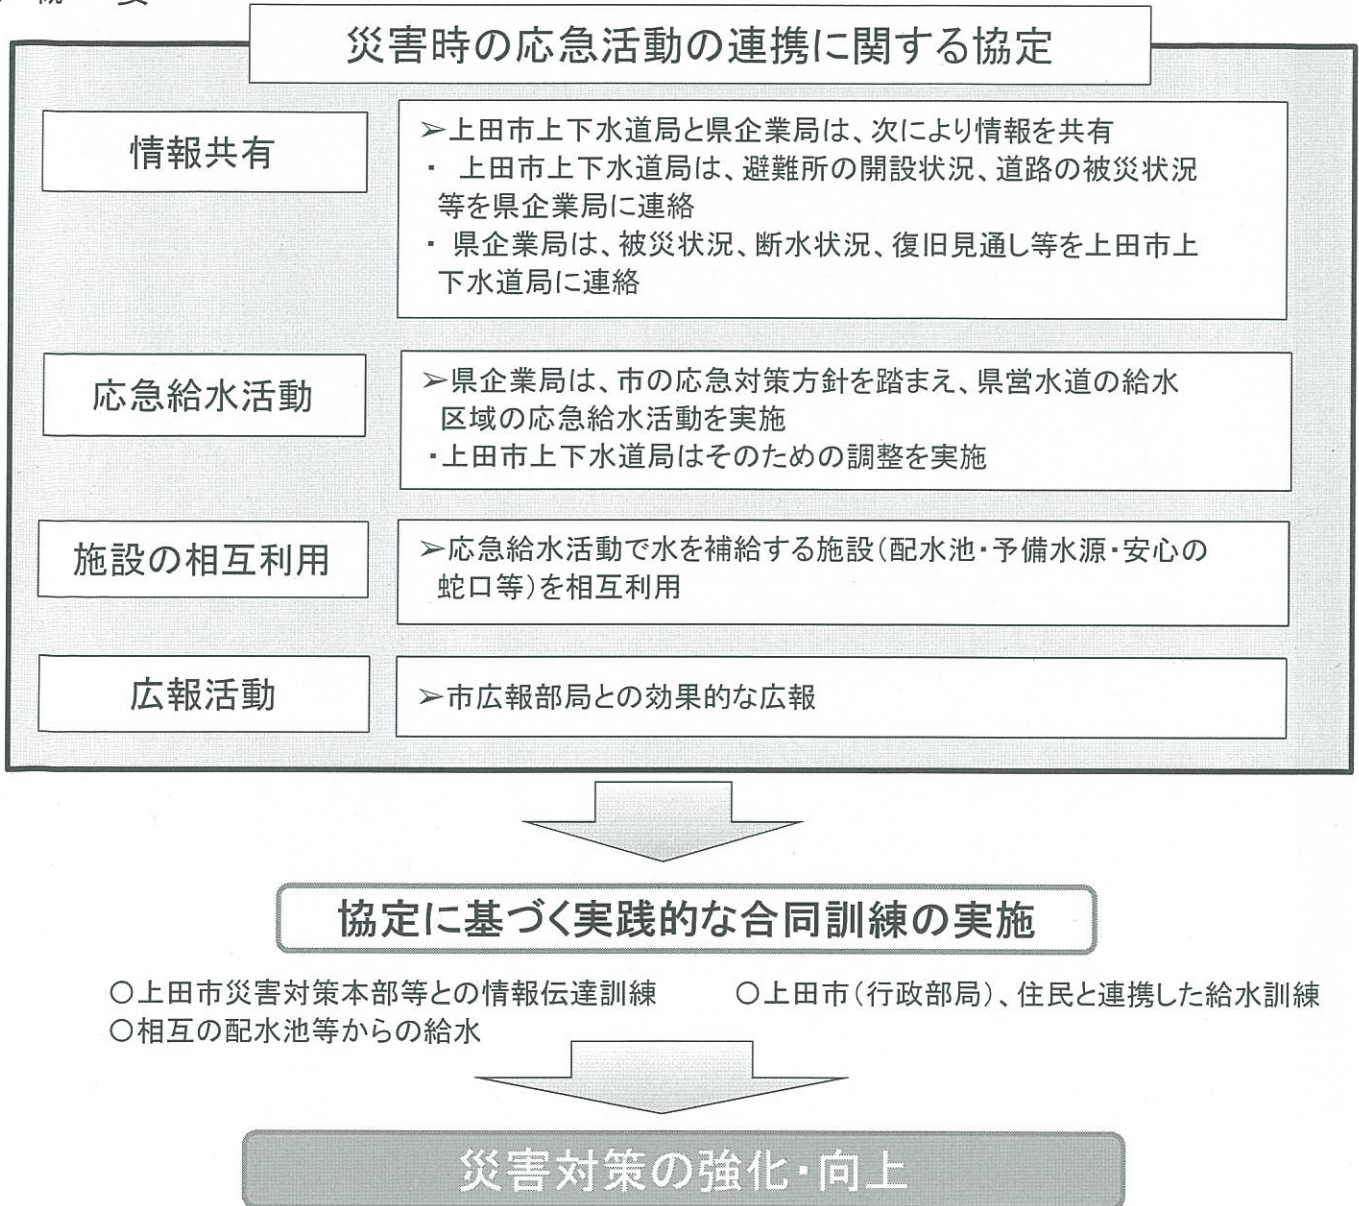 災害時の応急活動の連携に関する協定
情報共有
➢上田市上下水道局と県企業局は、次により情報を共有
・ 上田市上下水道局は、避難所の開設状況、道路の被災状況
等を県企業局に連絡
・ 県企業局は、被災状況、断水状況、復旧見通し等を上田市上
下水道局に連絡
応急給水活動
➢県企業局は、市の応急対策方針を踏まえ、県営水道の給水
区域の応急給水活動を実施
・上田市上下水道局はそのための調整を実施
施設の相互利用
➢応急給水活動で水を補給する施設(配水池・予備水源・安心の
蛇口等)を相互利用
広報活動
➢市広報部局との効果的な広報
協定に基づく実践的な合同訓練の実施
○上田市災害対策本部等との情報伝達訓練
○上田市(行政部局)、住民と連携した給水訓練
○相互の配水池等からの給水
災害対策の強化・向上